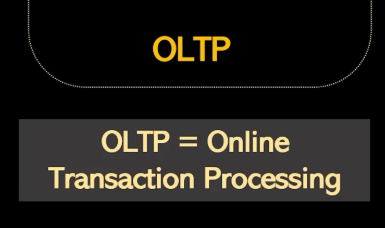 OLTP
OLTP = Online
Transaction Processing